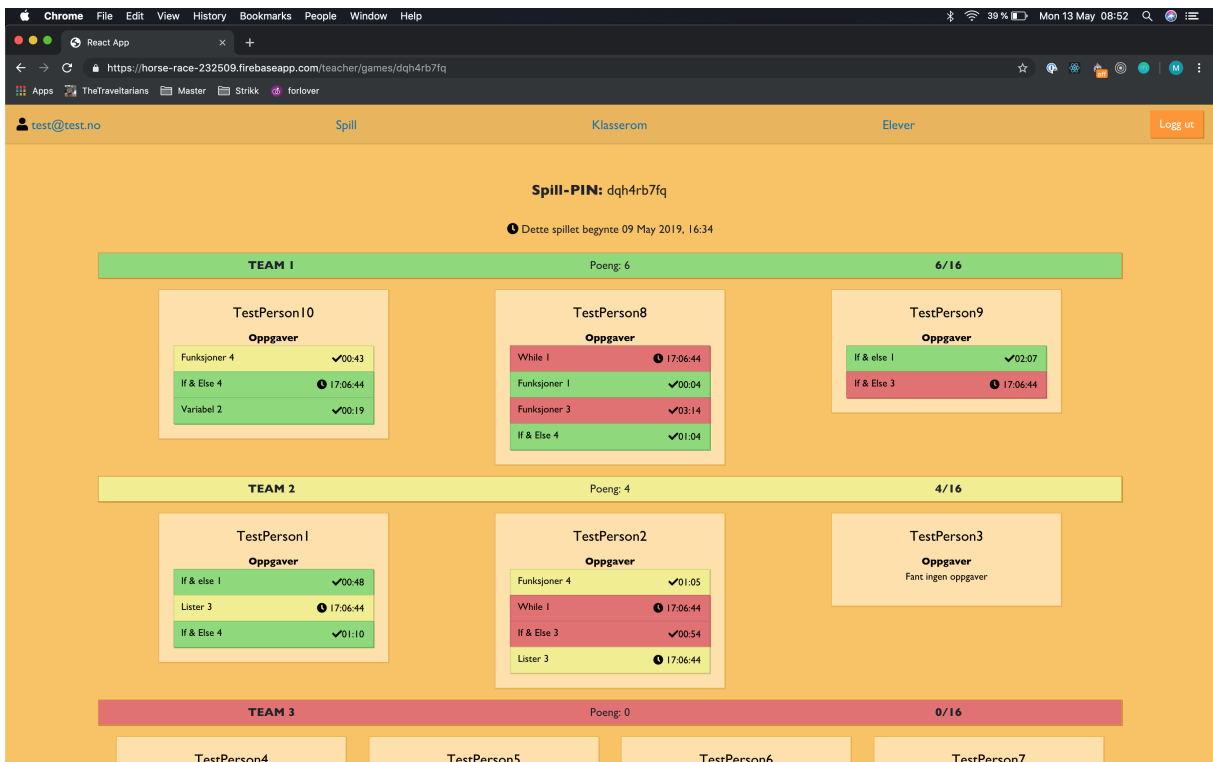 Chrome File Edit View History Bookmarks People Window Help 39 % Mon 13 May 08:52
React App
https://horse-race-232509.firebaseapp.com/teacher/games/dqh4rb7fq off M
Apps TheTraveltarians Master Strikk forlover
test@test.no Spill Klasserom Elever Logg ut
Spill-PIN: dqh4rb7fq
Dette spillet begynte 09 May 2019, 16:34
TEAM 1 Poeng: 6 6/16
TestPerson10 TestPerson8 TestPerson9
Oppgaver Oppgaver Oppgaver
Funksjoner 4 00:43 While 1 17:06:44 If & else 1 02:07
If & Else 4 17:06:44 Funksjoner 1 00:04 If & Else 3 17:06:44
Variabel 2 00:19 Funksjoner 3 03:14
If & Else 4 01:04
TEAM 2 Poeng: 4 4/16
TestPerson1 TestPerson2 TestPerson3
Oppgaver Oppgaver Oppgaver
If & else 1 00:48 Funksjoner 4 01:05 Fant ingen oppgaver
Lister 3 17:06:44 While 1 17:06:44
If & Else 4 01:10 If & Else 3 00:54
Lister 3 17:06:44
TEAM 3 Poeng: 0 0/16
TestPerson4 TestPerson5 TestPerson6 TestPerson7